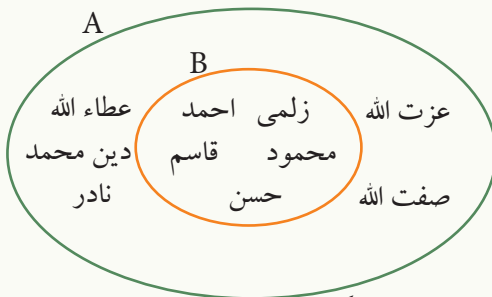 A
B
عزت الله زلمی احمد عطاء الله
محمود قاسم دین محمد
صفت الله حسن نادر